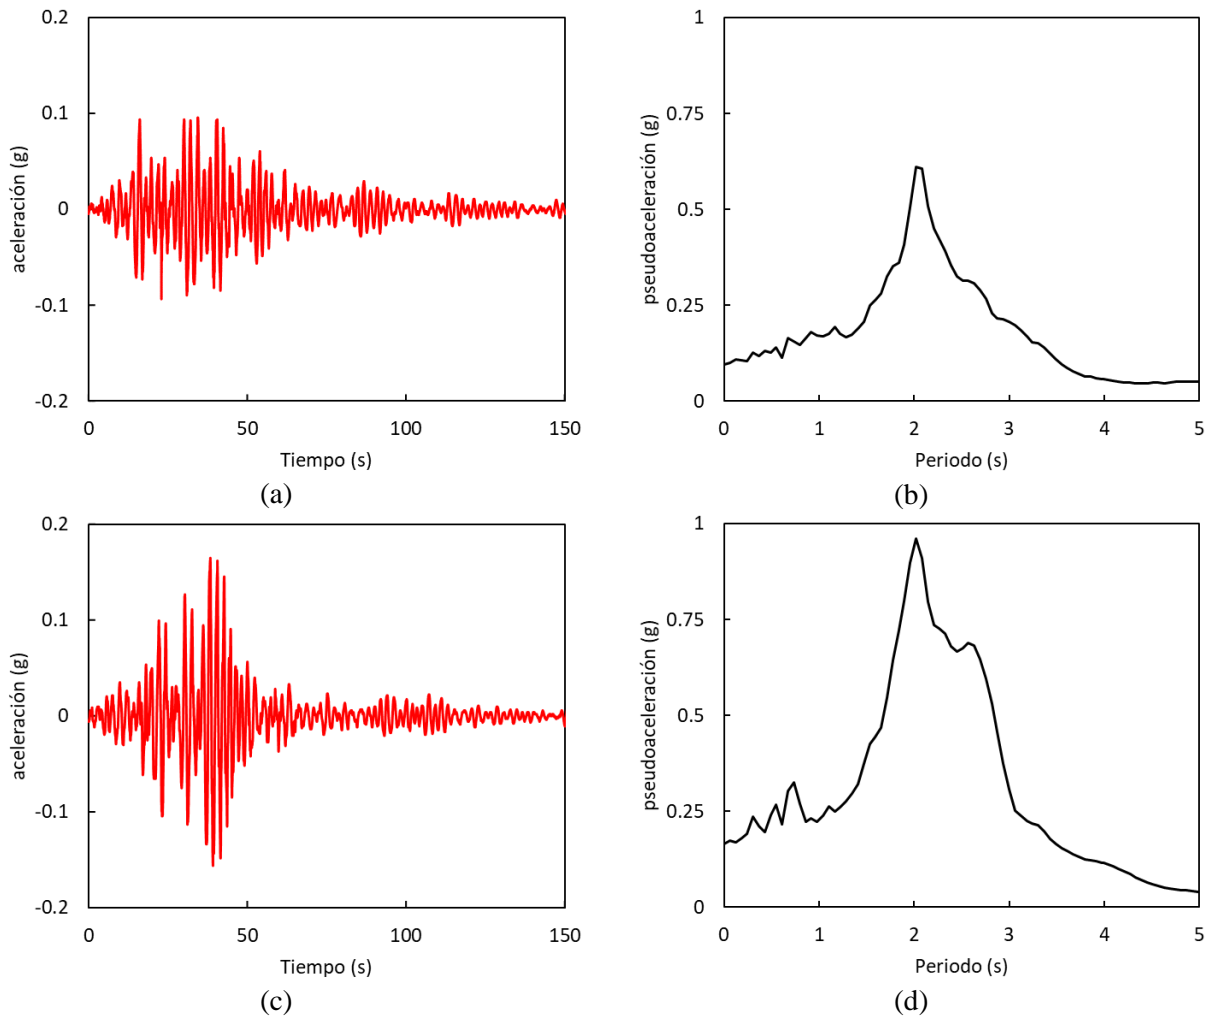 0.2
0.1
0
-0.1
-0.2
aceleración (g)
0 50 100 150
Tiempo (s)
(a)
1
0.75
0.5
0.25
0
pseudoaceleración (g)
0 1 2 3 4 5
Periodo (s)
(b)
0.2
0.1
0
-0.1
-0.2
aceleración (g)
0 50 100 150
Tiempo (s)
(c)
1
0.75
0.5
0.25
0
pseudoaceleración (g)
0 1 2 3 4 5
Periodo (s)
(d)